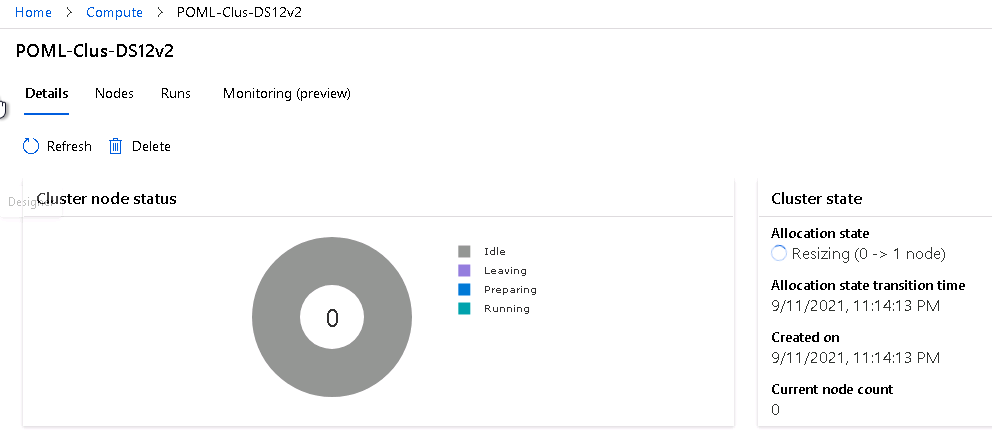 Home > Compute > POML-Clus-DS12v2
POML-Clus-DS12v2
Details Nodes Runs Monitoring (preview)
Refresh Delete
Designer
Cluster node status
0
Idle
Leaving
Preparing
Running
Cluster state
Allocation state
Resizing (0 -> 1 node)
Allocation state transition time
9/11/2021, 11:14:13 PM
Created on
9/11/2021, 11:14:13 PM
Current node count
0